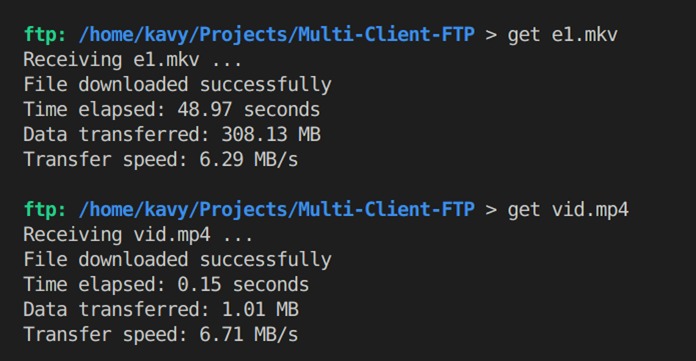 ftp: /home/kavy/Projects/Multi-Client-FTP > get e1.mkv
Receiving e1.mkv ...
File downloaded successfully
Time elapsed: 48.97 seconds
Data transferred: 308.13 MB
Transfer speed: 6.29 MB/s
ftp: /home/kavy/Projects/Multi-Client-FTP > get vid.mp4
Receiving vid.mp4 ...
File downloaded successfully
Time elapsed: 0.15 seconds
Data transferred: 1.01 MB
Transfer speed: 6.71 MB/s